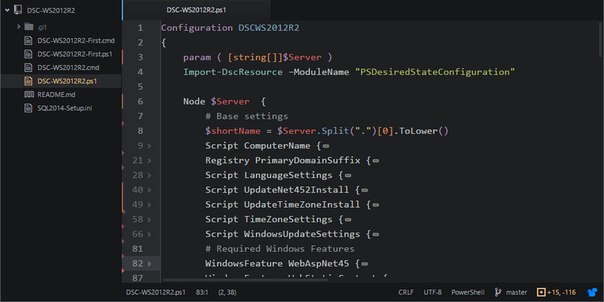 DSC-WS2012R2
.git
DSC-WS2012R2-First.cmd
DSC-WS2012R2-First.ps1
DSC-WS2012R2.cmd
DSC-WS2012R2.ps1
README.md
SQL2014-Setup.ini
DSC-WS2012R2.ps1
1 Configuration DSCWS2012R2
2 {
3 param ( [string[]]$Server )
4 Import-DscResource –ModuleName "PSDesiredStateConfiguration"
5
6 Node $Server {
7 # Base settings
8 $shortName = $Server.Split(".")[0].ToLower()
9 Script ComputerName {
21 Registry PrimaryDomainSuffix {
28 Script LanguageSettings {
40 Script UpdateNet452Install {
49 Script UpdateTimeZoneInstall {
58 Script TimeZoneSettings {
66 Script WindowsUpdateSettings {
81 # Required Windows Features
82 WindowsFeature WebAspNet45 {
87
DSC-WS2012R2.ps1 83:1 (2, 38) CRLF UTF-8 PowerShell master +15, -116